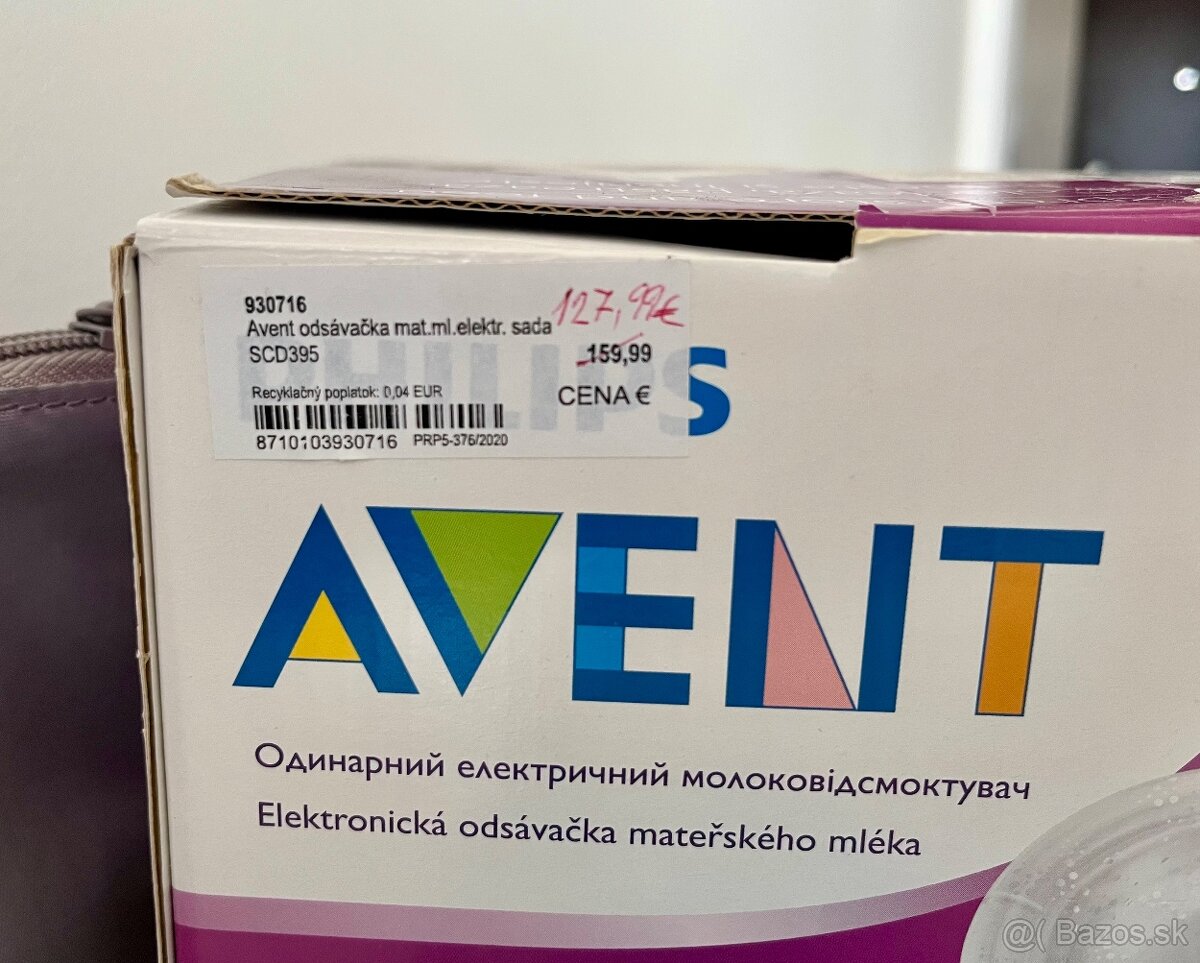 930716
127,99€
Avent odsávačka mat.ml.elektr. sada
SCD395
159,99
Recyklačný poplatok: 0,04 EUR
CENA €
8710103930716 PRP5-376/2020
PHILIPS
AVENT
Одинарний електричний молоковідсмоктувач
Elektronická odsávačka mateřského mléka
@( Bazos.sk